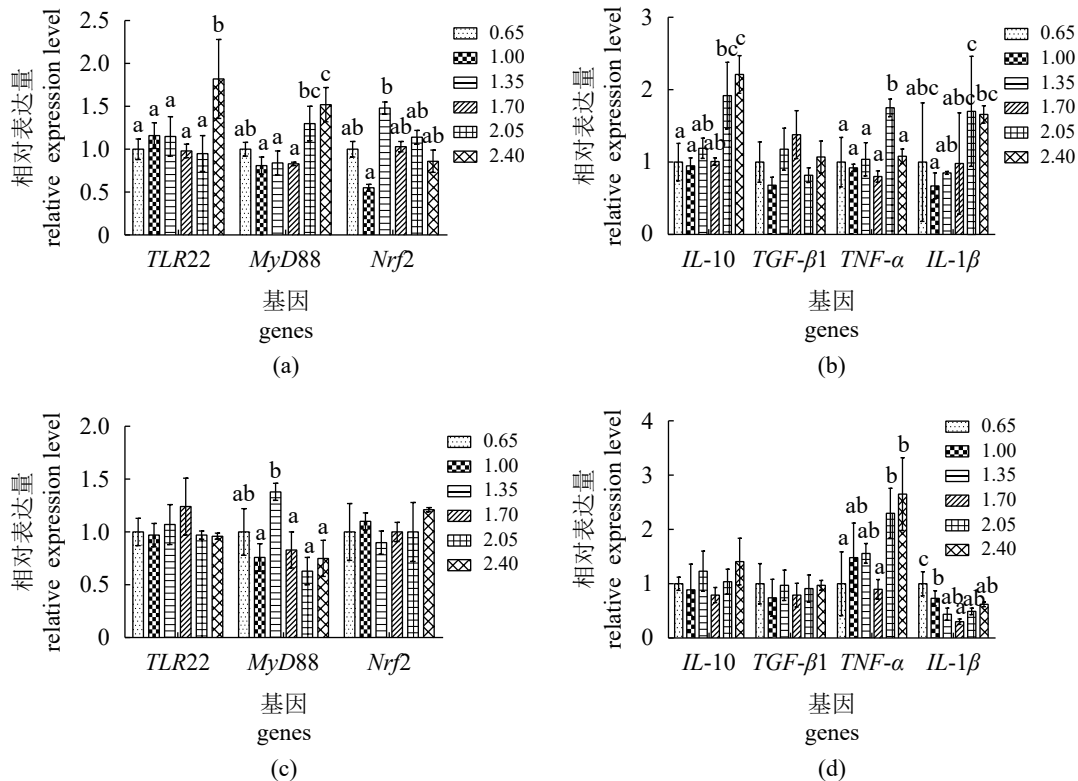 2.5
2.0
1.5
1.0
0.5
0
相对表达量
relative expression level
a a a a a b
ab a a a bc c
ab a b ab ab ab
0.65
1.00
1.35
1.70
2.05
2.40
TLR22 MyD88 Nrf2
基因
genes
(a)
3
2
1
0
相对表达量
relative expression level
a a ab ab bc c
a a a a b a
abc a ab abc c bc
0.65
1.00
1.35
1.70
2.05
2.40
IL-10 TGF-β1 TNF-α IL-1β
基因
genes
(b)
2.0
1.5
1.0
0.5
0
相对表达量
relative expression level
ab a b a a a
0.65
1.00
1.35
1.70
2.05
2.40
TLR22 MyD88 Nrf2
基因
genes
(c)
4
3
2
1
0
相对表达量
relative expression level
a ab ab a b b
c b ab a ab ab
0.65
1.00
1.35
1.70
2.05
2.40
IL-10 TGF-β1 TNF-α IL-1β
基因
genes
(d)